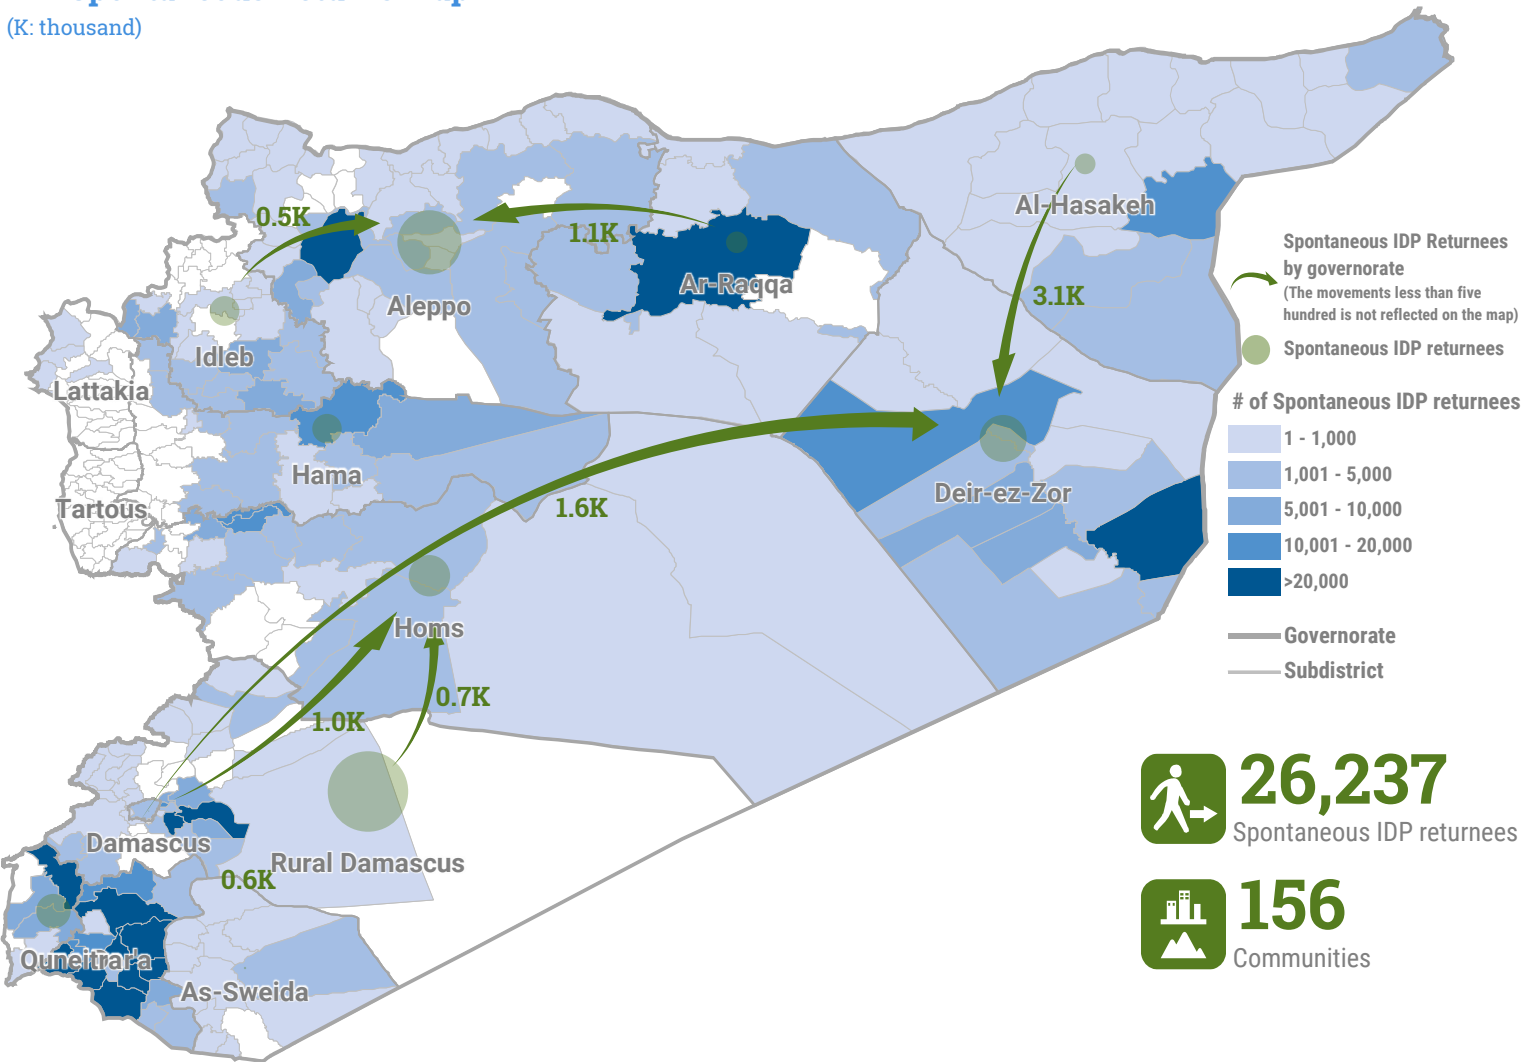 (K: thousand)
0.5K
1.1K
Al-Hasakeh
Ar-Raqqa
Aleppo
3.1K
Idleb
Lattakia
Hama
Tartous
1.6K
Deir-ez-Zor
Homs
0.7K
1.0K
Damascus
Rural Damascus
0.6K
Quneitrar'a
As-Sweida
Spontaneous IDP Returnees
by governorate
(The movements less than five
hundred is not reflected on the map)
Spontaneous IDP returnees
# of Spontaneous IDP returnees
1 - 1,000
1,001 - 5,000
5,001 - 10,000
10,001 - 20,000
>20,000
Governorate
Subdistrict
26,237
Spontaneous IDP returnees
156
Communities